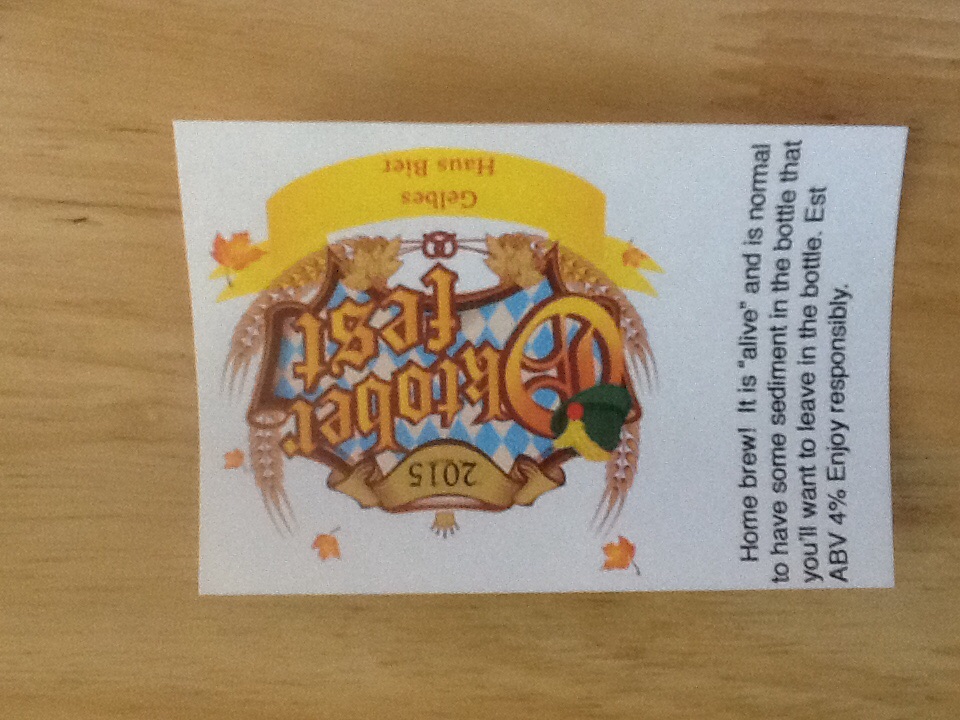 2015
Oktober
fest
Gelbes
Haus Bier
Home brew! It is "alive" and is normal
to have some sediment in the bottle that
you'll want to leave in the bottle. Est
ABV 4% Enjoy responsibly.